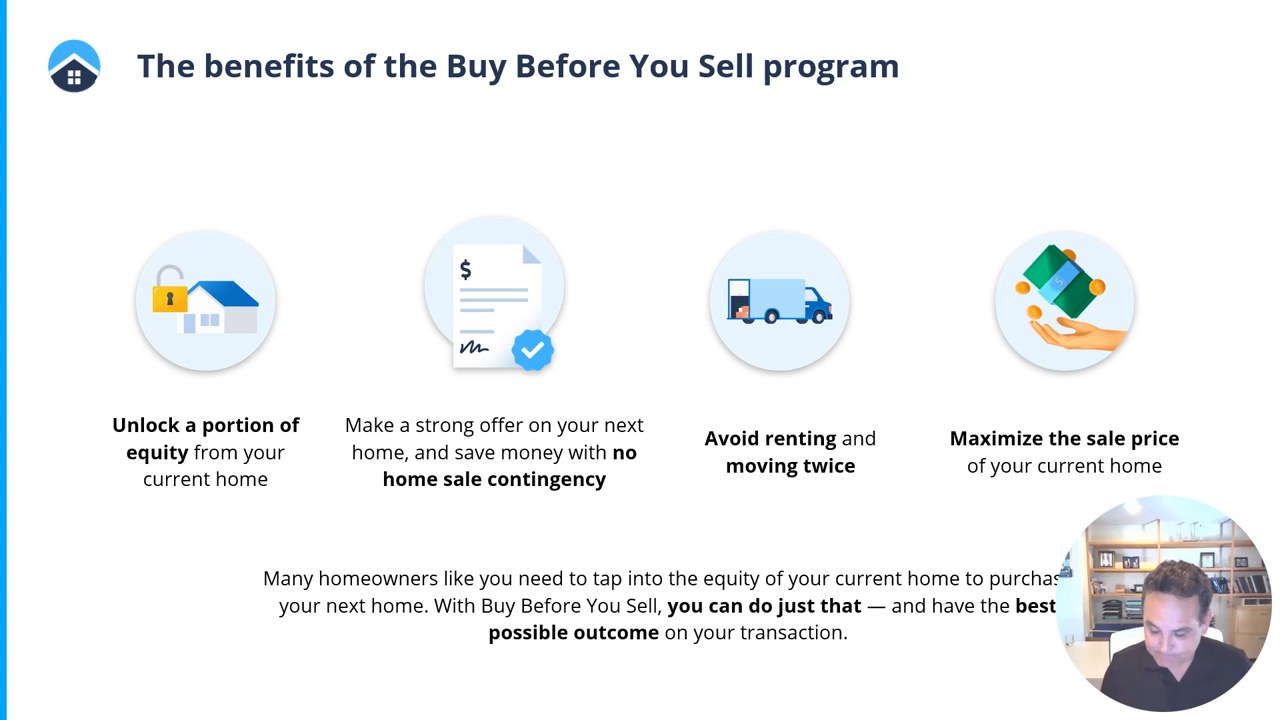 The benefits of the Buy Before You Sell program
$
Unlock a portion of
equity from your
current home
Make a strong offer on your next
home, and save money with no
home sale contingency
Avoid renting and
moving twice
Maximize the sale price
of your current home
Many homeowners like you need to tap into the equity of your current home to
your next home. With Buy Before You Sell, you can do just that — and have the best
possible outcome on your transaction.